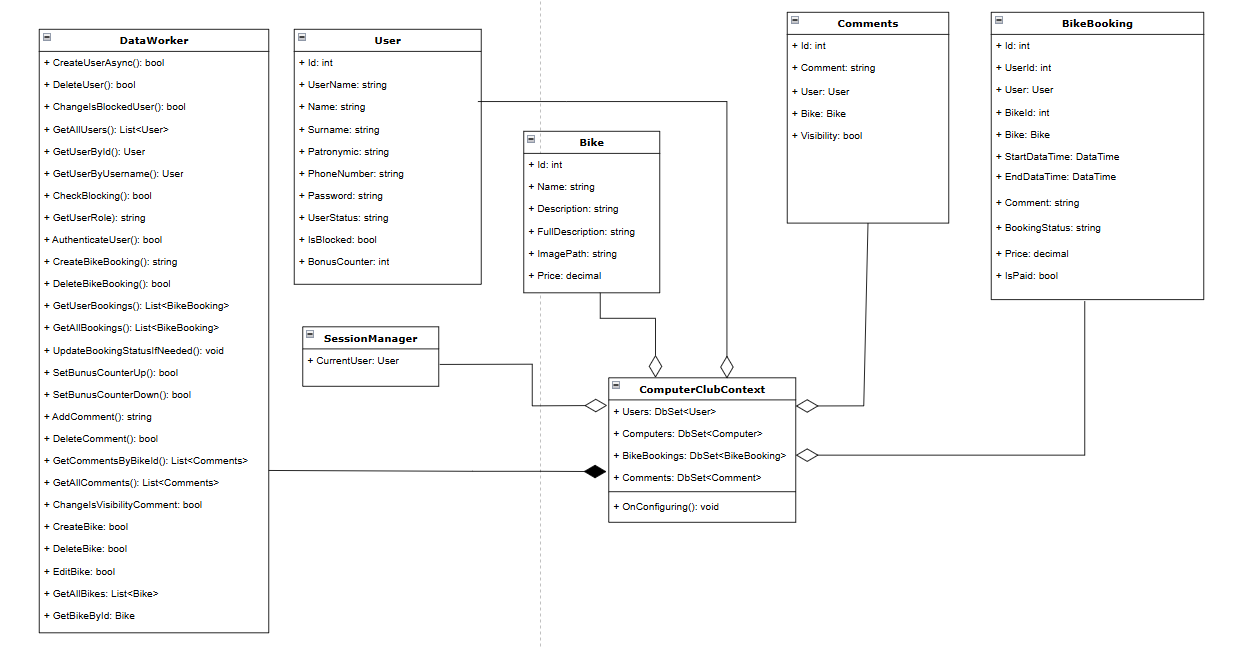 DataWorker
+ CreateUserAsync(): bool
+ DeleteUser(): bool
+ ChangeIsBlockedUser(): bool
+ GetAllUsers(): List<User>
+ GetUserById(): User
+ GetUserByUsername(): User
+ CheckBlocking(): bool
+ GetUserRole): string
+ AuthenticateUser(): bool
+ CreateBikeBooking(): string
+ DeleteBikeBooking(): bool
+ GetUserBookings(): List<BikeBooking>
+ GetAllBookings(): List<BikeBooking>
+ UpdateBookingStatusIfNeeded(): void
+ SetBunusCounterUp(): bool
+ SetBunusCounterDown(): bool
+ AddComment(): string
+ DeleteComment(): bool
+ GetCommentsByBikeId(): List<Comments>
+ GetAllComments(): List<Comments>
+ ChangeIsVisibilityComment: bool
+ CreateBike: bool
+ DeleteBike: bool
+ EditBike: bool
+ GetAllBikes: List<Bike>
+ GetBikeById: Bike
User
+ Id: int
+ UserName: string
+ Name: string
+ Surname: string
+ Patronymic: string
+ PhoneNumber: string
+ Password: string
+ UserStatus: string
+ IsBlocked: bool
+ BonusCounter: int
SessionManager
+ CurrentUser: User
Bike
+ Id: int
+ Name: string
+ Description: string
+ FullDescription: string
+ ImagePath: string
+ Price: decimal
ComputerClubContext
+ Users: DbSet<User>
+ Computers: DbSet<Computer>
+ BikeBookings: DbSet<BikeBooking>
+ Comments: DbSet<Comment>
+ OnConfiguring(): void
Comments
+ Id: int
+ Comment: string
+ User: User
+ Bike: Bike
+ Visibility: bool
BikeBooking
+ Id: int
+ UserId: int
+ User: User
+ BikeId: int
+ Bike: Bike
+ StartDataTime: DataTime
+ EndDataTime: DataTime
+ Comment: string
+ BookingStatus: string
+ Price: decimal
+ IsPaid: bool